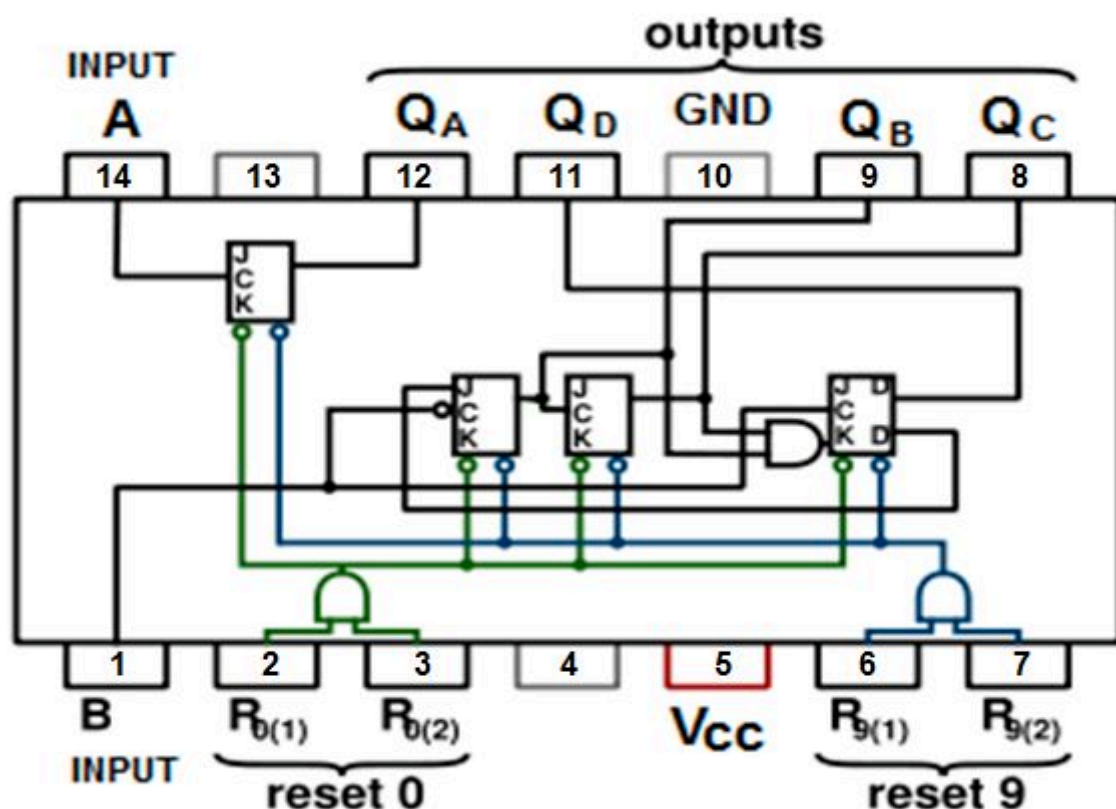 outputs
INPUT
A
QA QD GND QB QC
14 13 12 11 10 9 8
J
C
K
J
C
K
J
C
K
J D
C
K D
1 2 3 4 5 6 7
B R0(1) R0(2) VCC R9(1) R9(2)
INPUT
reset 0 reset 9